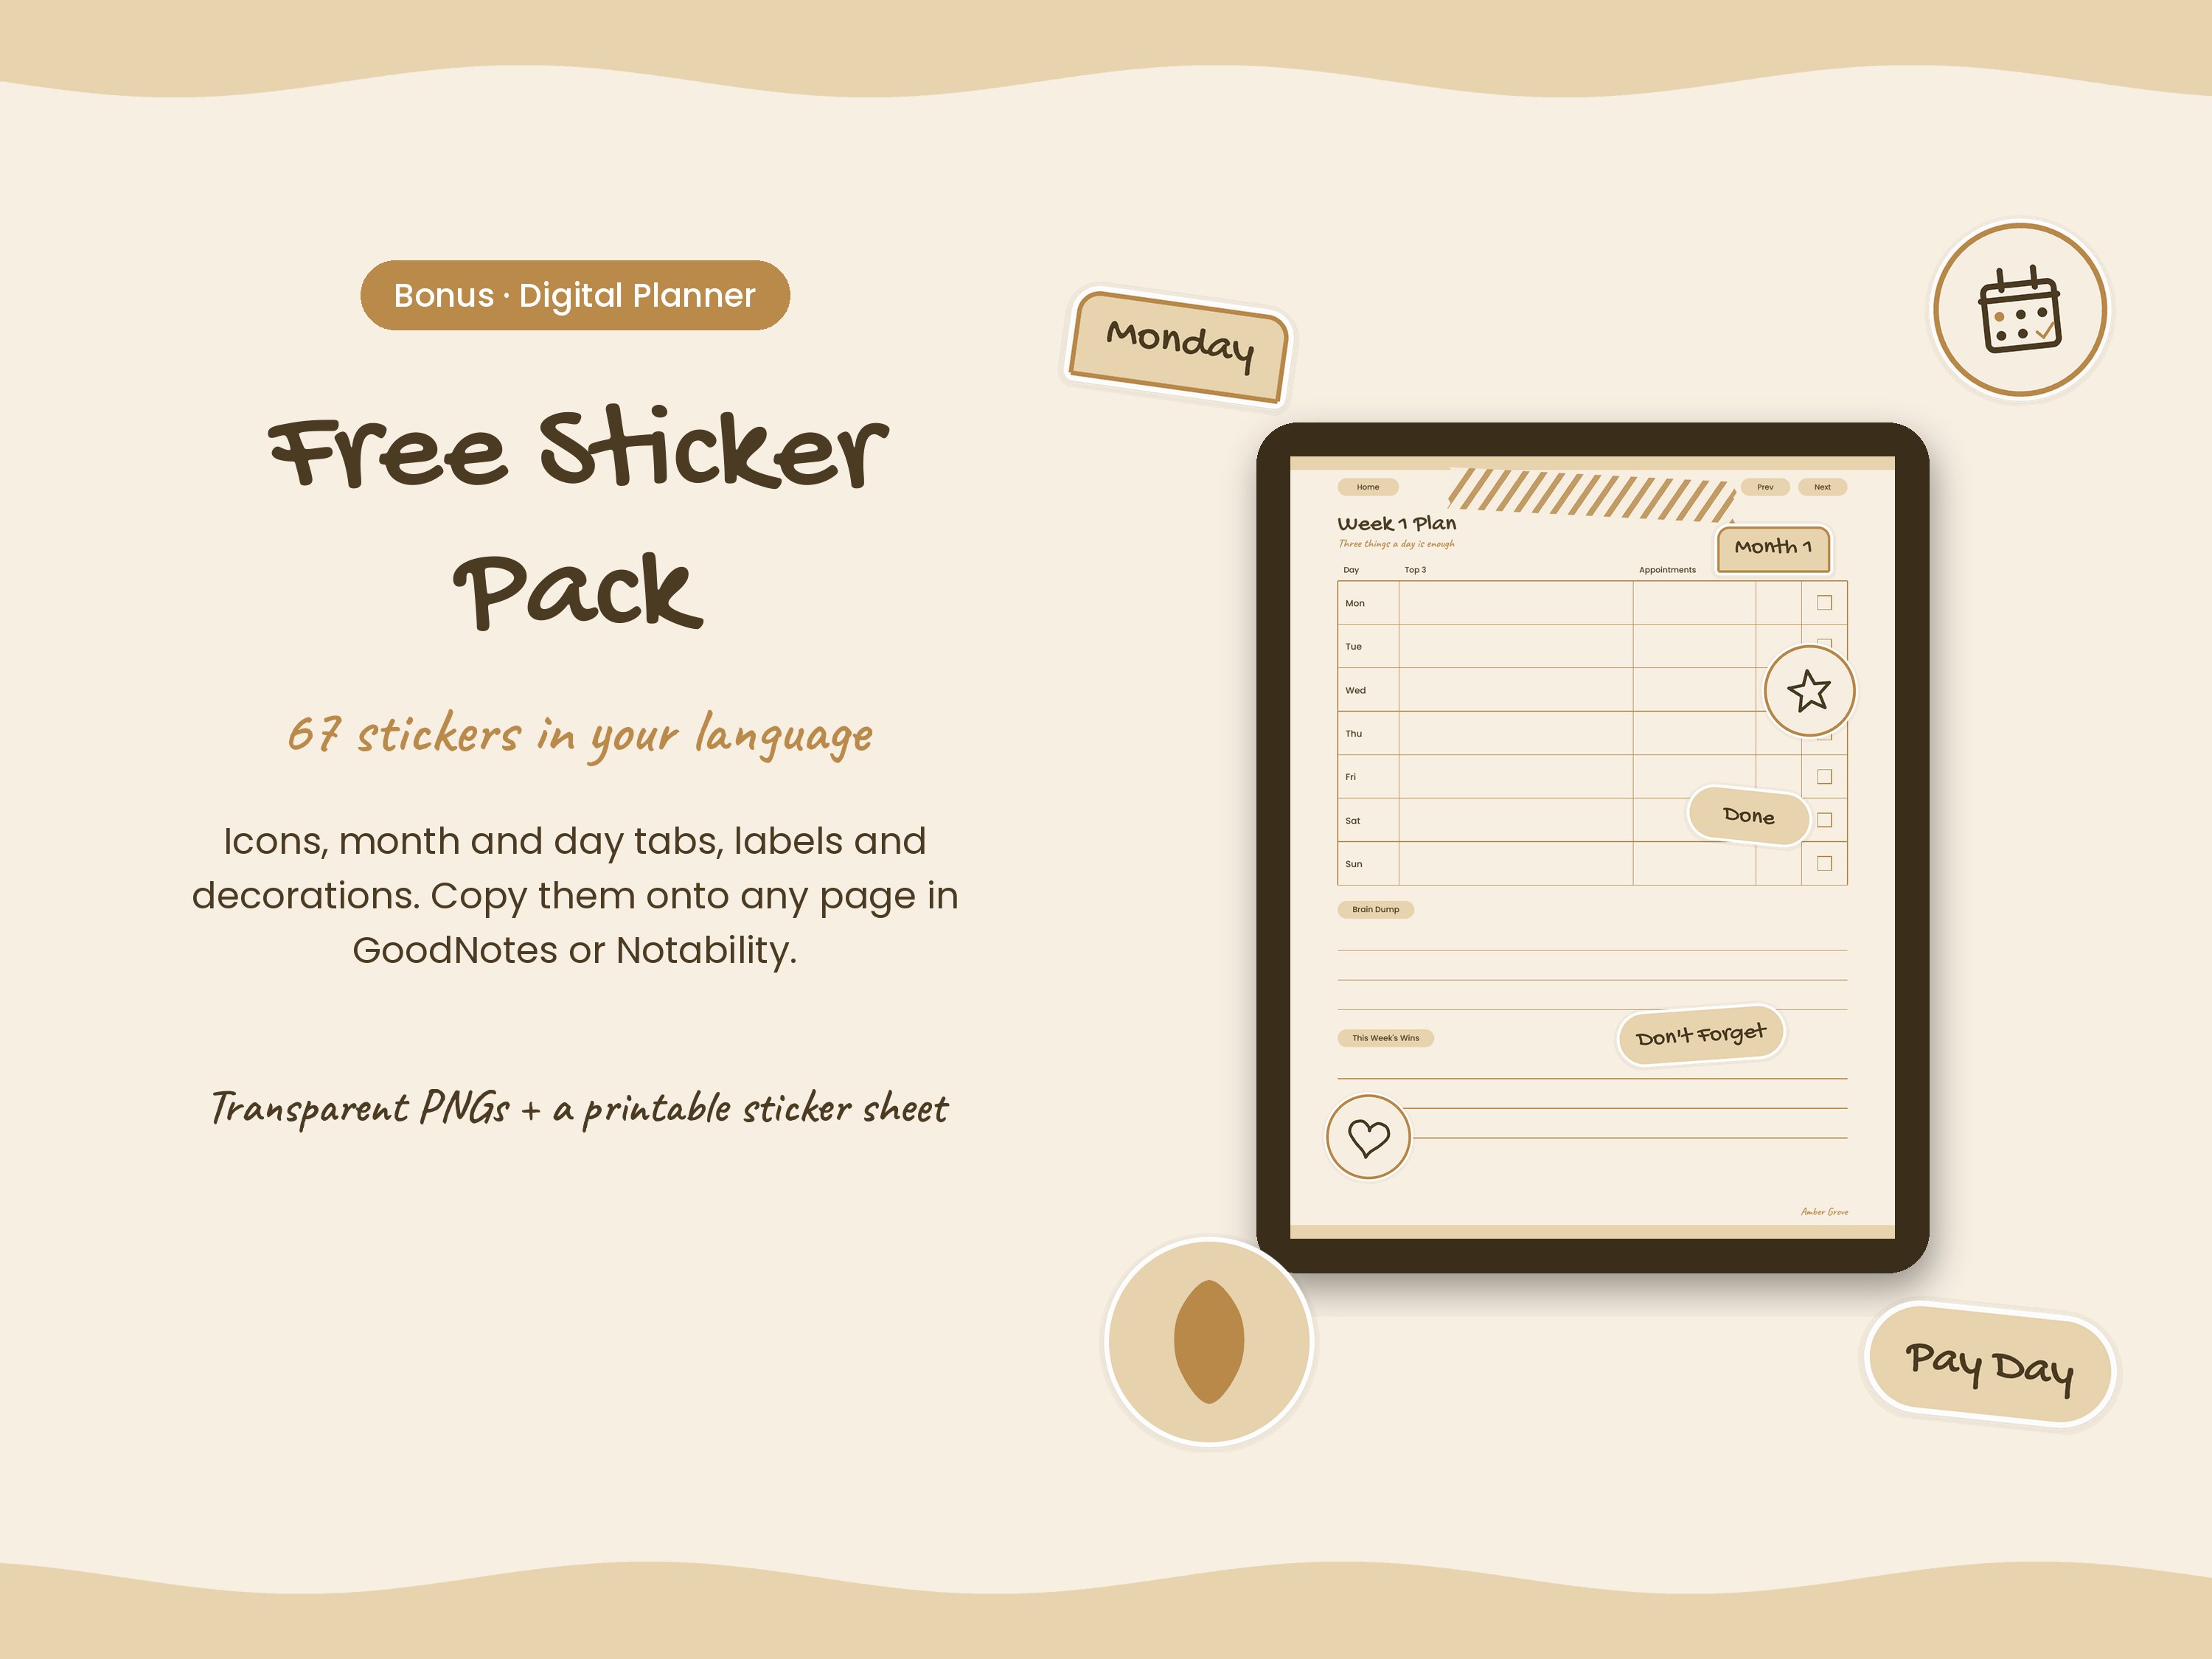 Bonus · Digital Planner
Free Sticker
Pack
67 stickers in your language
Icons, month and day tabs, labels and
decorations. Copy them onto any page in
GoodNotes or Notability.
Transparent PNGs + a printable sticker sheet
Monday
Home
Prev
Next
Week 1 Plan
Three things a day is enough
Month 1
Day
Top 3
Appointments
Mon
Tue
Wed
Thu
Fri
Sat
Done
Sun
Brain Dump
This Week's Wins
Don't Forget
Amber Grove
Pay Day